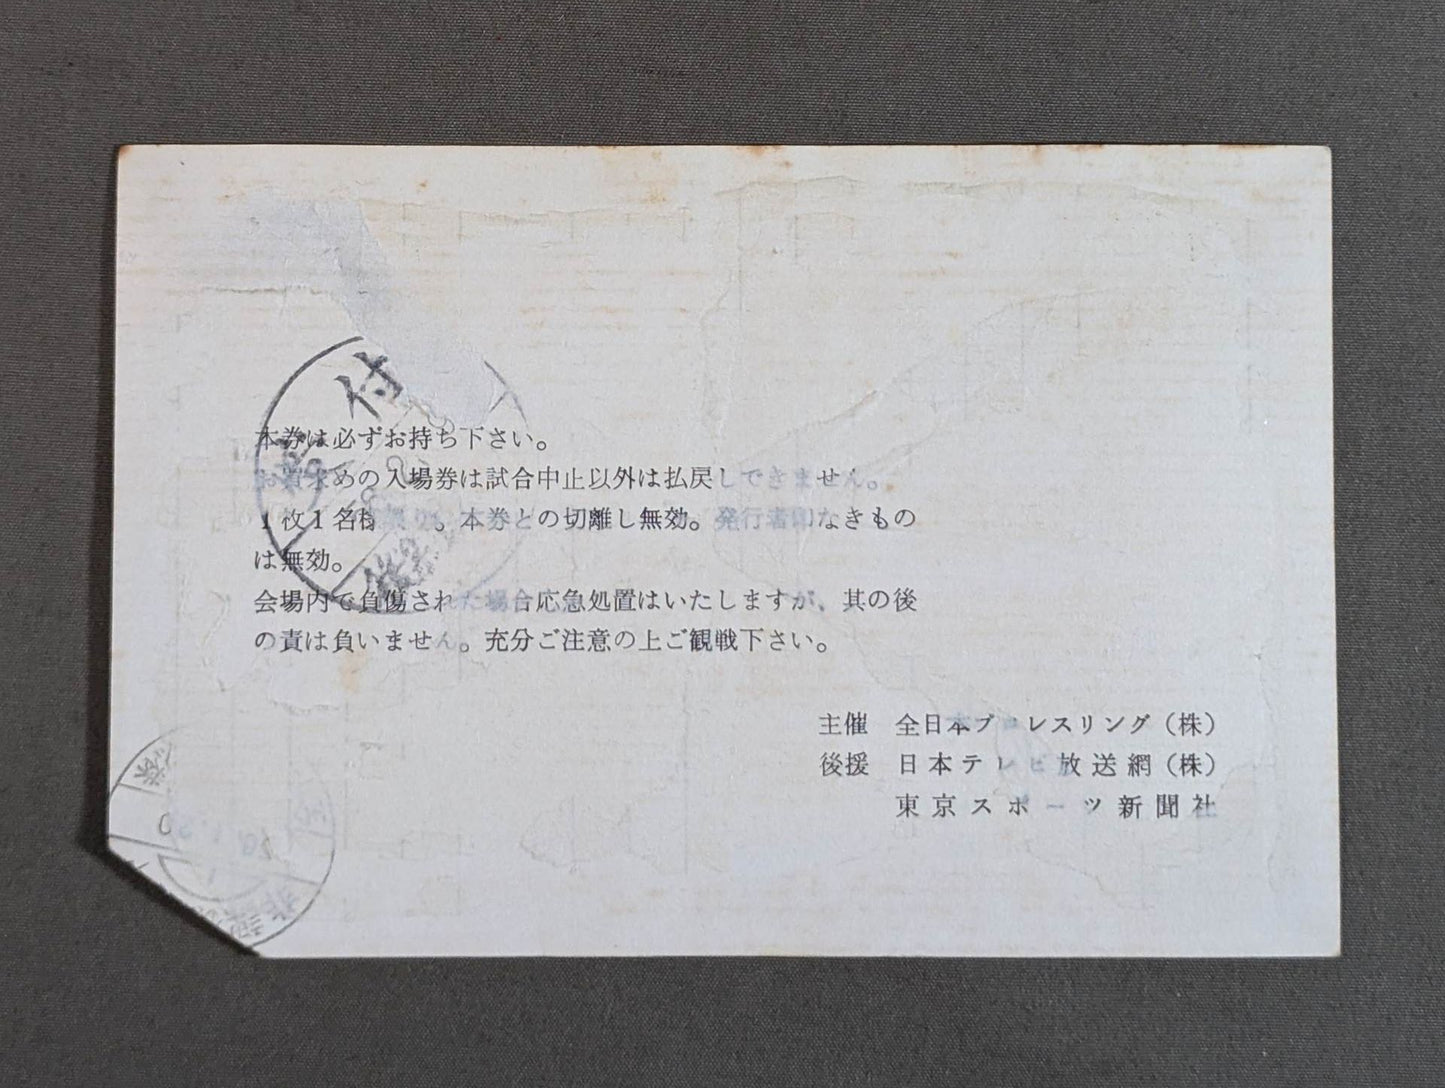 付
本券は必ずお持ち下さい。
お買求めの入場券は試合中止以外は払戻しできません。
1枚1名様限り。本券との切離し無効。発行者印なきもの
は無効。
会場内で負傷された場合応急処置はいたしますが、其の後
の責は負いません。充分ご注意の上ご観戦下さい。
主催 全日本プロレスリング（株）
後援 日本テレビ放送網（株）
東京スポーツ新聞社